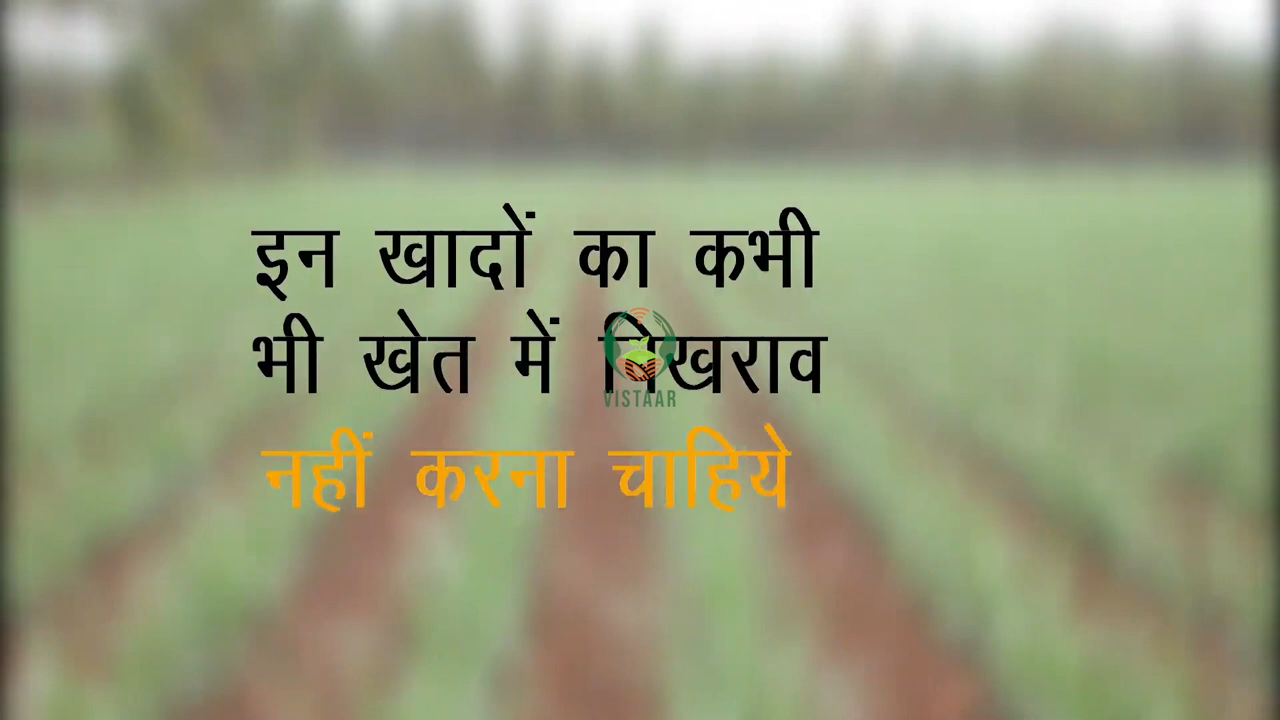 इन खादों का कभी
भी खेत में बिखराव
VISTAAR
नहीं करना चाहिये